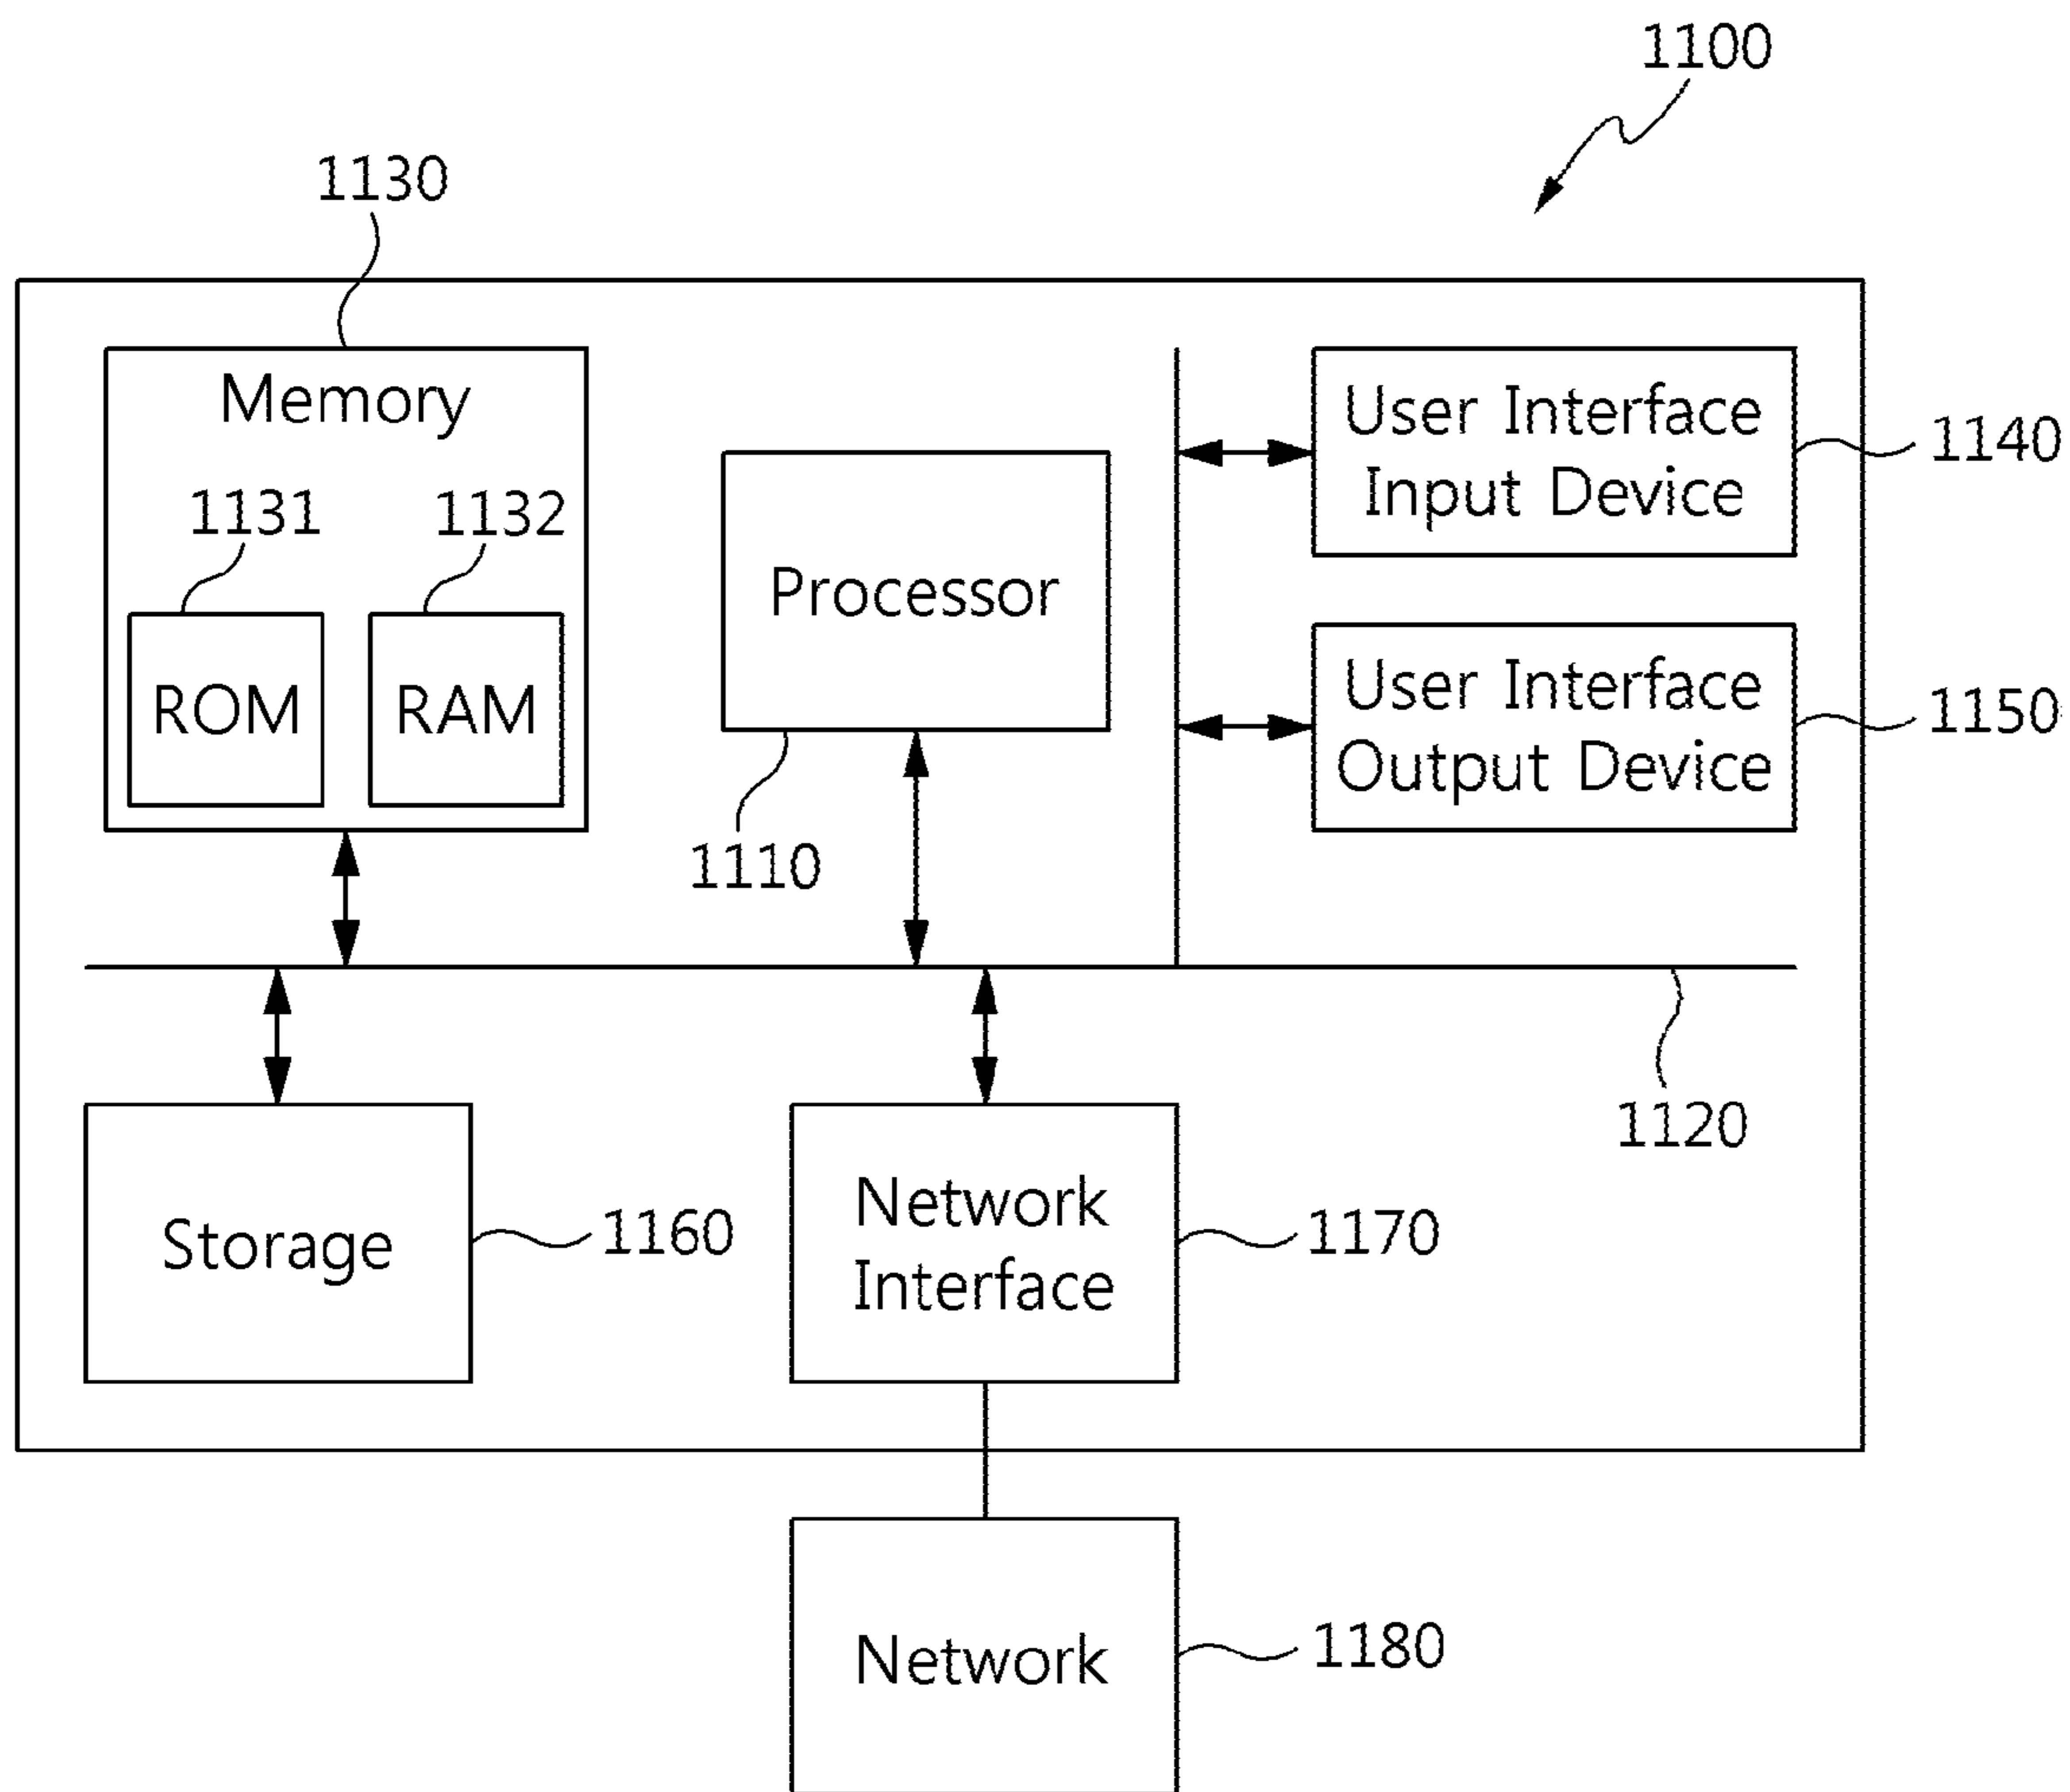 1100
1130
Memory
1131
1132
ROM
RAM
Processor
1110
User Interface
Input Device
1140
User Interface
Output Device
1150
1120
Storage
1160
Network
Interface
1170
Network
1180